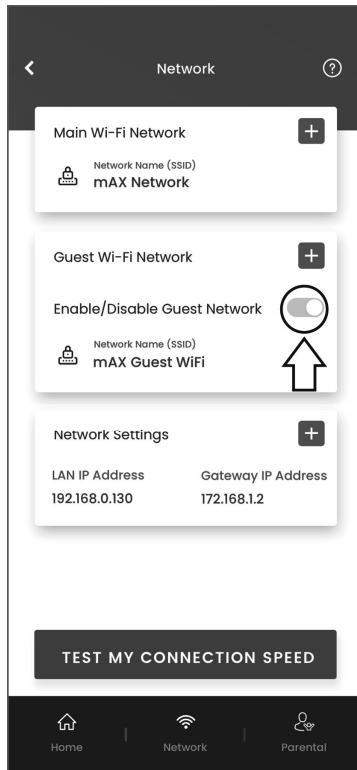 Network
?
Main Wi-Fi Network
+
Network Name (SSID)
mAX Network
Guest Wi-Fi Network
+
Enable/Disable Guest Network
Network Name (SSID)
mAX Guest WiFi
Network Settings
+
LAN IP Address Gateway IP Address
192.168.0.130 172.168.1.2
TEST MY CONNECTION SPEED
Home Network Parental